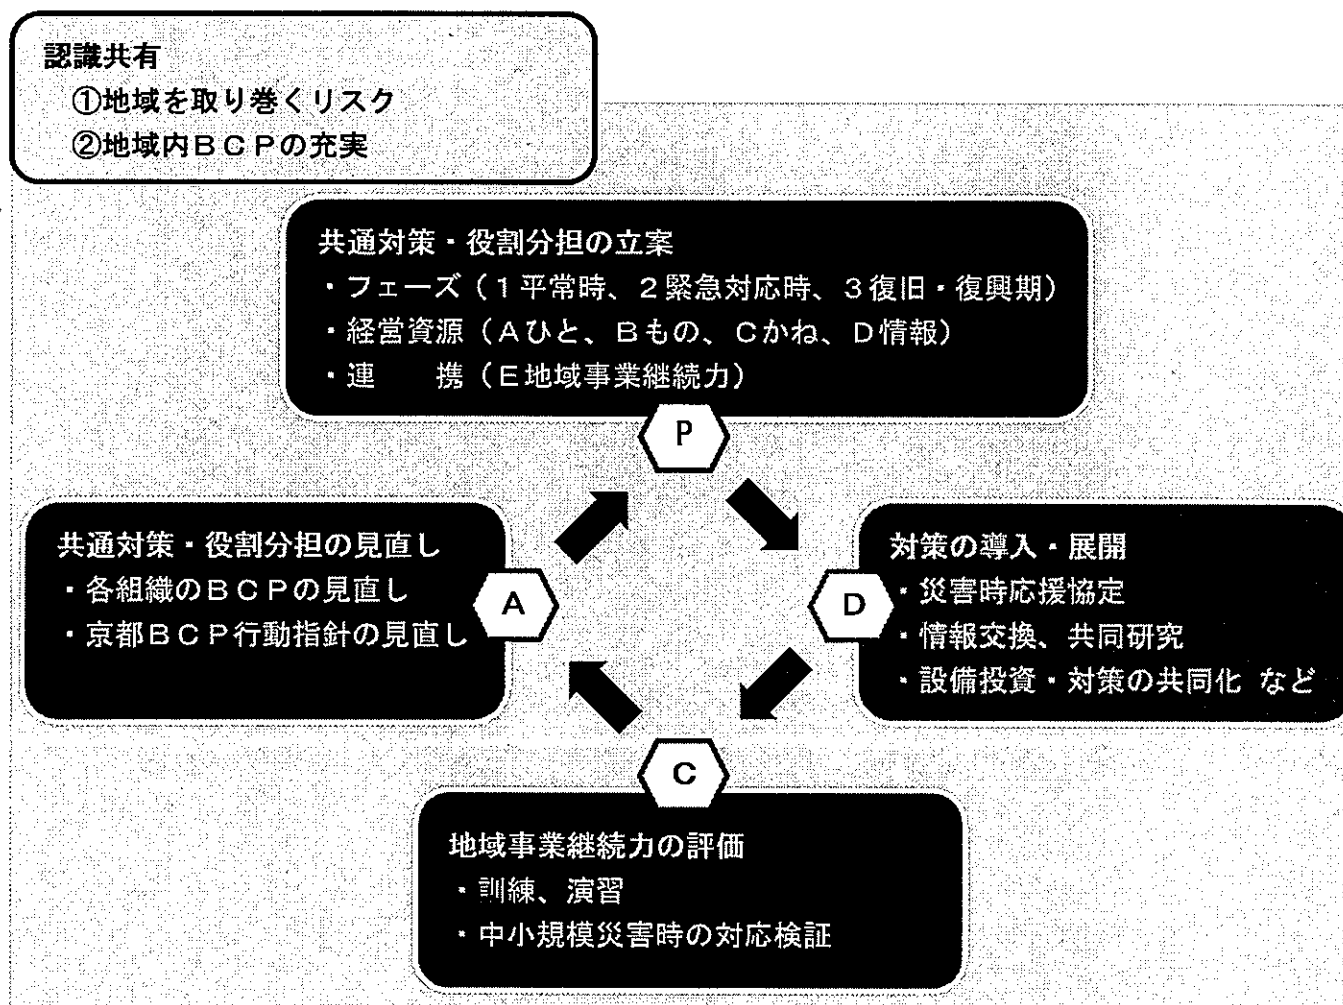 認識共有
①地域を取り巻くリスク
②地域内ＢＣＰの充実
共通対策・役割分担の立案
・フェーズ（１平常時、２緊急対応時、３復旧・復興期）
・経営資源（Ａひと、Ｂもの、Ｃかね、Ｄ情報）
・連　　携（Ｅ地域事業継続力）
P
共通対策・役割分担の見直し
・各組織のＢＣＰの見直し
・京都ＢＣＰ行動指針の見直し
A
D
対策の導入・展開
・災害時応援協定
・情報交換、共同研究
・設備投資・対策の共同化 など
C
地域事業継続力の評価
・訓練、演習
・中小規模災害時の対応検証